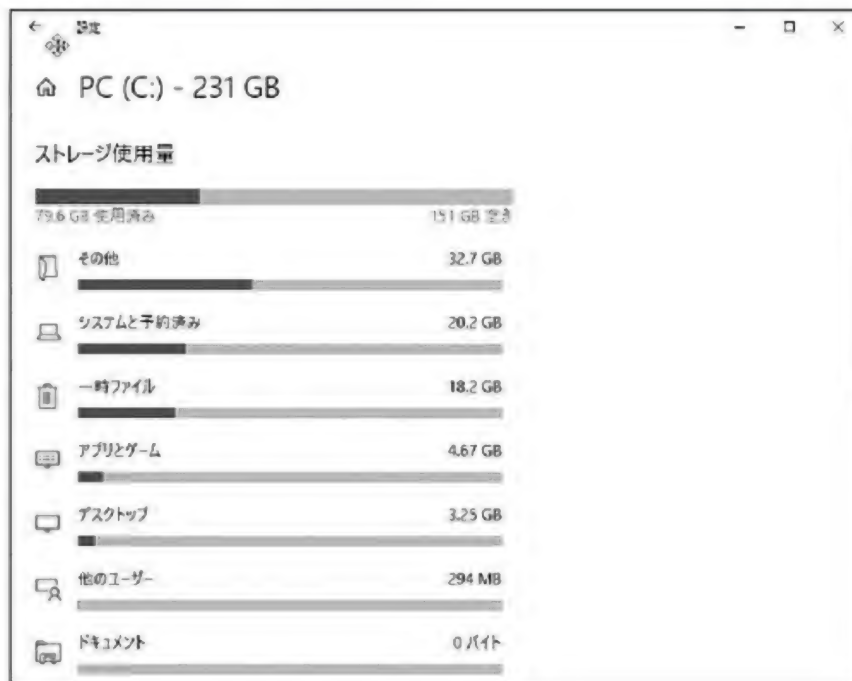 設定
PC (C:) - 231 GB
ストレージ使用量
79.6 GB 使用済み 151 GB 空き
その他 32.7 GB
システムと予約済み 20.2 GB
一時ファイル 18.2 GB
アプリとゲーム 4.67 GB
デスクトップ 3.25 GB
他のユーザー 294 MB
ドキュメント 0 バイト